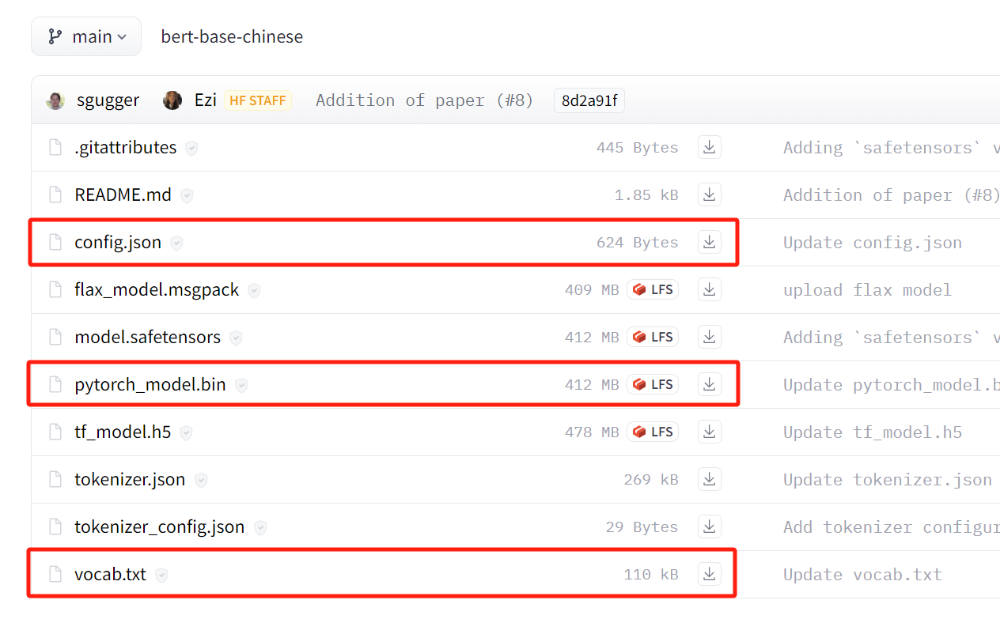 main bert-base-chinese
sgugger Ezi HF STAFF Addition of paper (#8) 8d2a91f
.gitattributes 445 Bytes Adding `safetensors`
README.md 1.85 kB Addition of paper (#8)
config.json 624 Bytes Update config.json
flax_model.msgpack 409 MB LFS upload flax model
model.safetensors 412 MB LFS Adding `safetensors`
pytorch_model.bin 412 MB LFS Update pytorch_model.b
tf_model.h5 478 MB LFS Update tf_model.h5
tokenizer.json 269 kB Update tokenizer.json
tokenizer_config.json 29 Bytes Add tokenizer configur
vocab.txt 110 kB Update vocab.txt